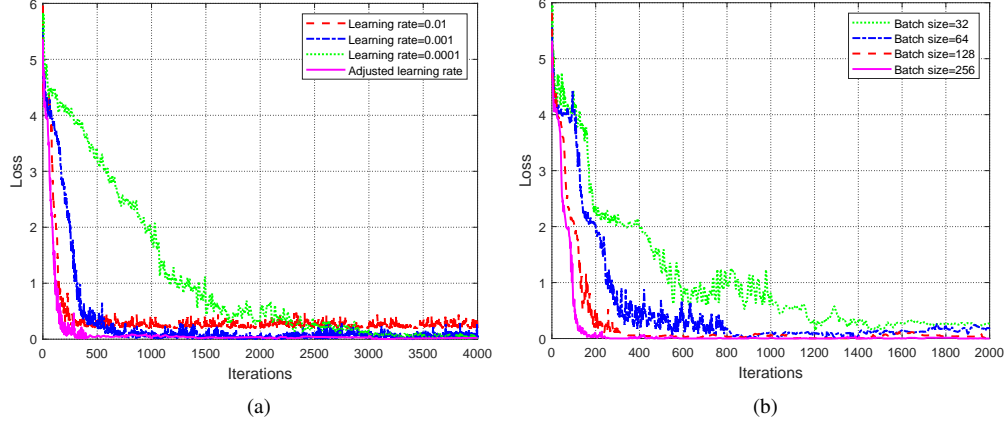 Learning rate=0.01
Learning rate=0.001
Learning rate=0.0001
Adjusted learning rate
6
5
4
3
2
1
0
Loss
0 500 1000 1500 2000 2500 3000 3500 4000
Iterations
(a)
Batch size=32
Batch size=64
Batch size=128
Batch size=256
6
5
4
3
2
1
0
Loss
0 200 400 600 800 1000 1200 1400 1600 1800 2000
Iterations
(b)